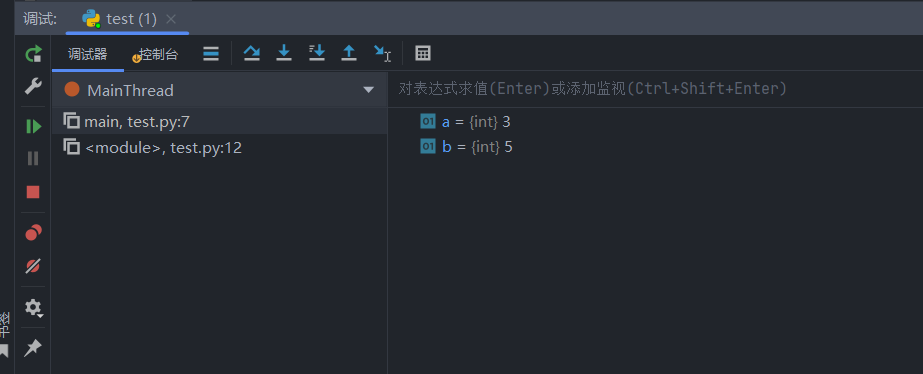 调试: test (1)
调试器 控制台
MainThread
对表达式求值(Enter)或添加监视(Ctrl+Shift+Enter)
main, test.py:7
<module>, test.py:12
01 a = {int} 3
01 b = {int} 5
书签